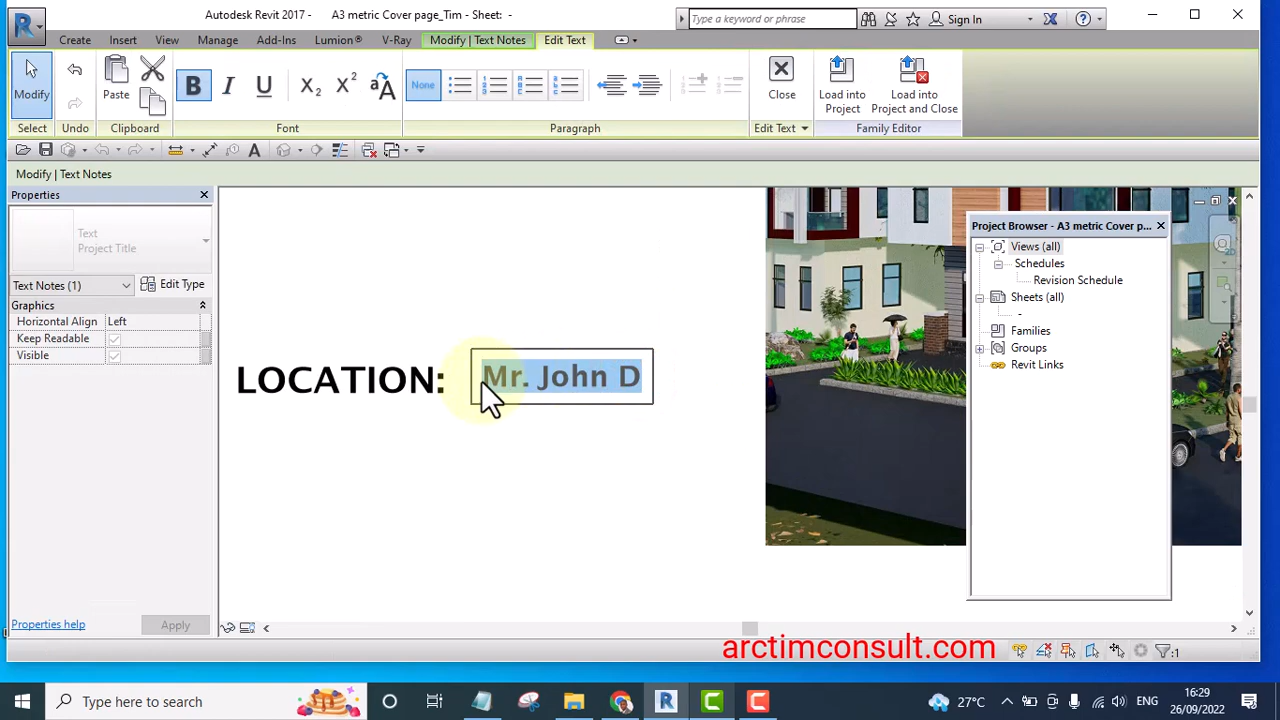 Autodesk Revit 2017 - A3 metric Cover page_Tim - Sheet: -
Type a keyword or phrase
Sign In
Create Insert View Manage Add-Ins Lumion® V-Ray Modify | Text Notes Edit Text
Modify Paste None Close Load into Project Load into Project and Close
Select Undo Clipboard Font Paragraph Edit Text Family Editor
Modify | Text Notes
Properties
Text
Project Title
Text Notes (1) Edit Type
Graphics
Horizontal Align Left
Keep Readable
Visible
Properties help Apply
LOCATION: Mr. John D
Project Browser - A3 metric Cover p...
Views (all)
Schedules
Revision Schedule
Sheets (all)
-
Families
Groups
Revit Links
:1
arctimconsult.com
Type here to search
27°C
ENG
16:29
26/09/2022